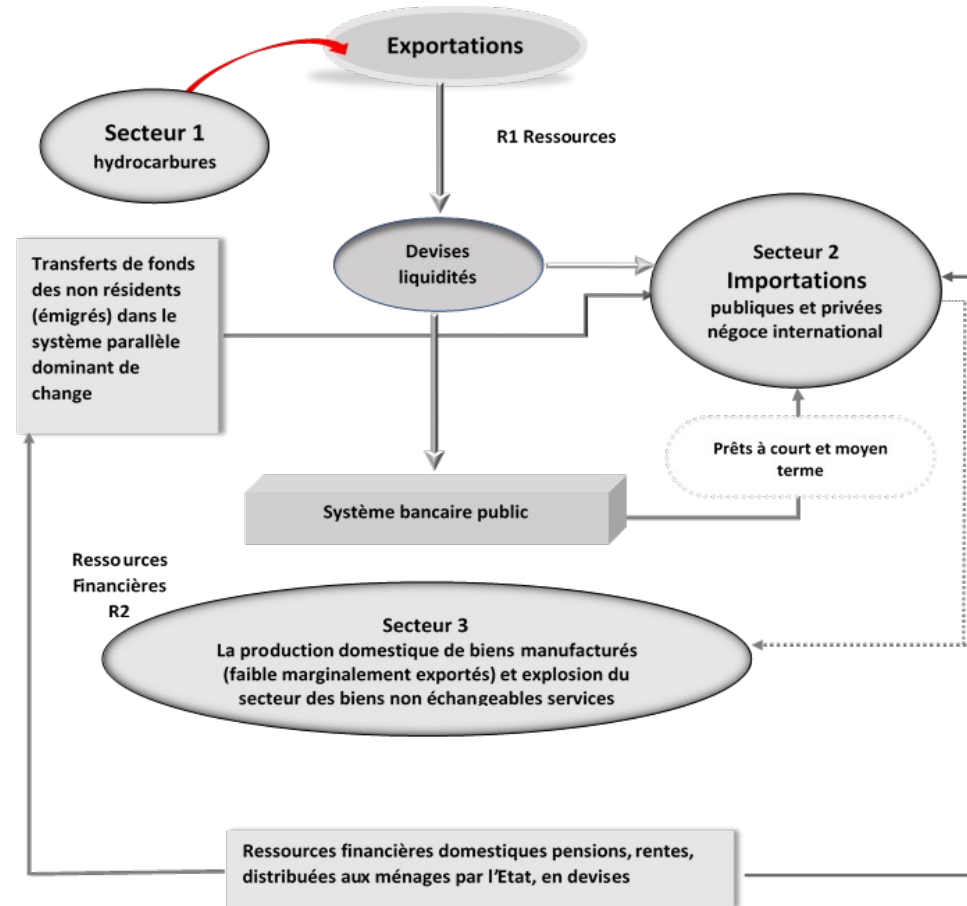 Exportations
Secteur 1
hydrocarbures
R1 Ressources
Devises
liquidités
Secteur 2
Importations
publiques et privées
négoce international
Transferts de fonds
des non résidents
(émigrés) dans le
système parallèle
dominant de
change
Prêts à court et moyen
terme
Système bancaire public
Ressources
Financières
R2
Secteur 3
La production domestique de biens manufacturés
(faible marginalement exportés) et explosion du
secteur des biens non échangeables services
Ressources financières domestiques pensions, rentes,
distribuées aux ménages par l’Etat, en devises